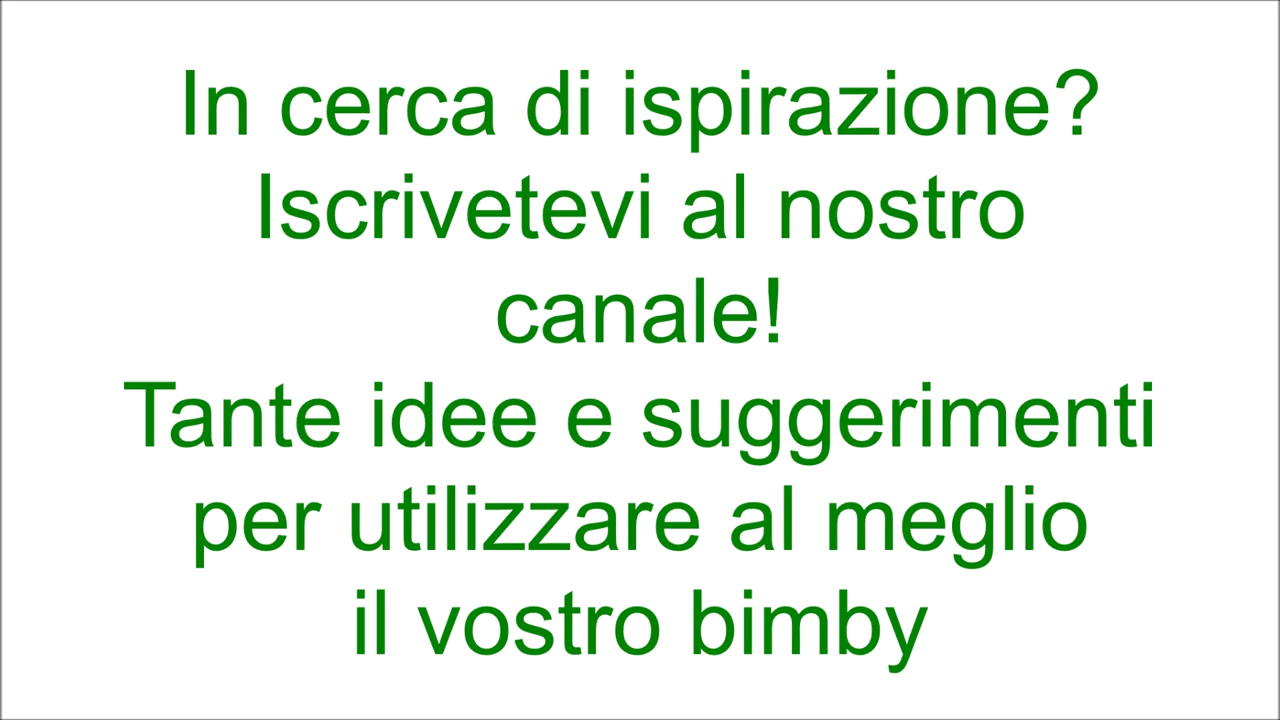 In cerca di ispirazione?
Iscrivetevi al nostro
canale!
Tante idee e suggerimenti
per utilizzare al meglio
il vostro bimby